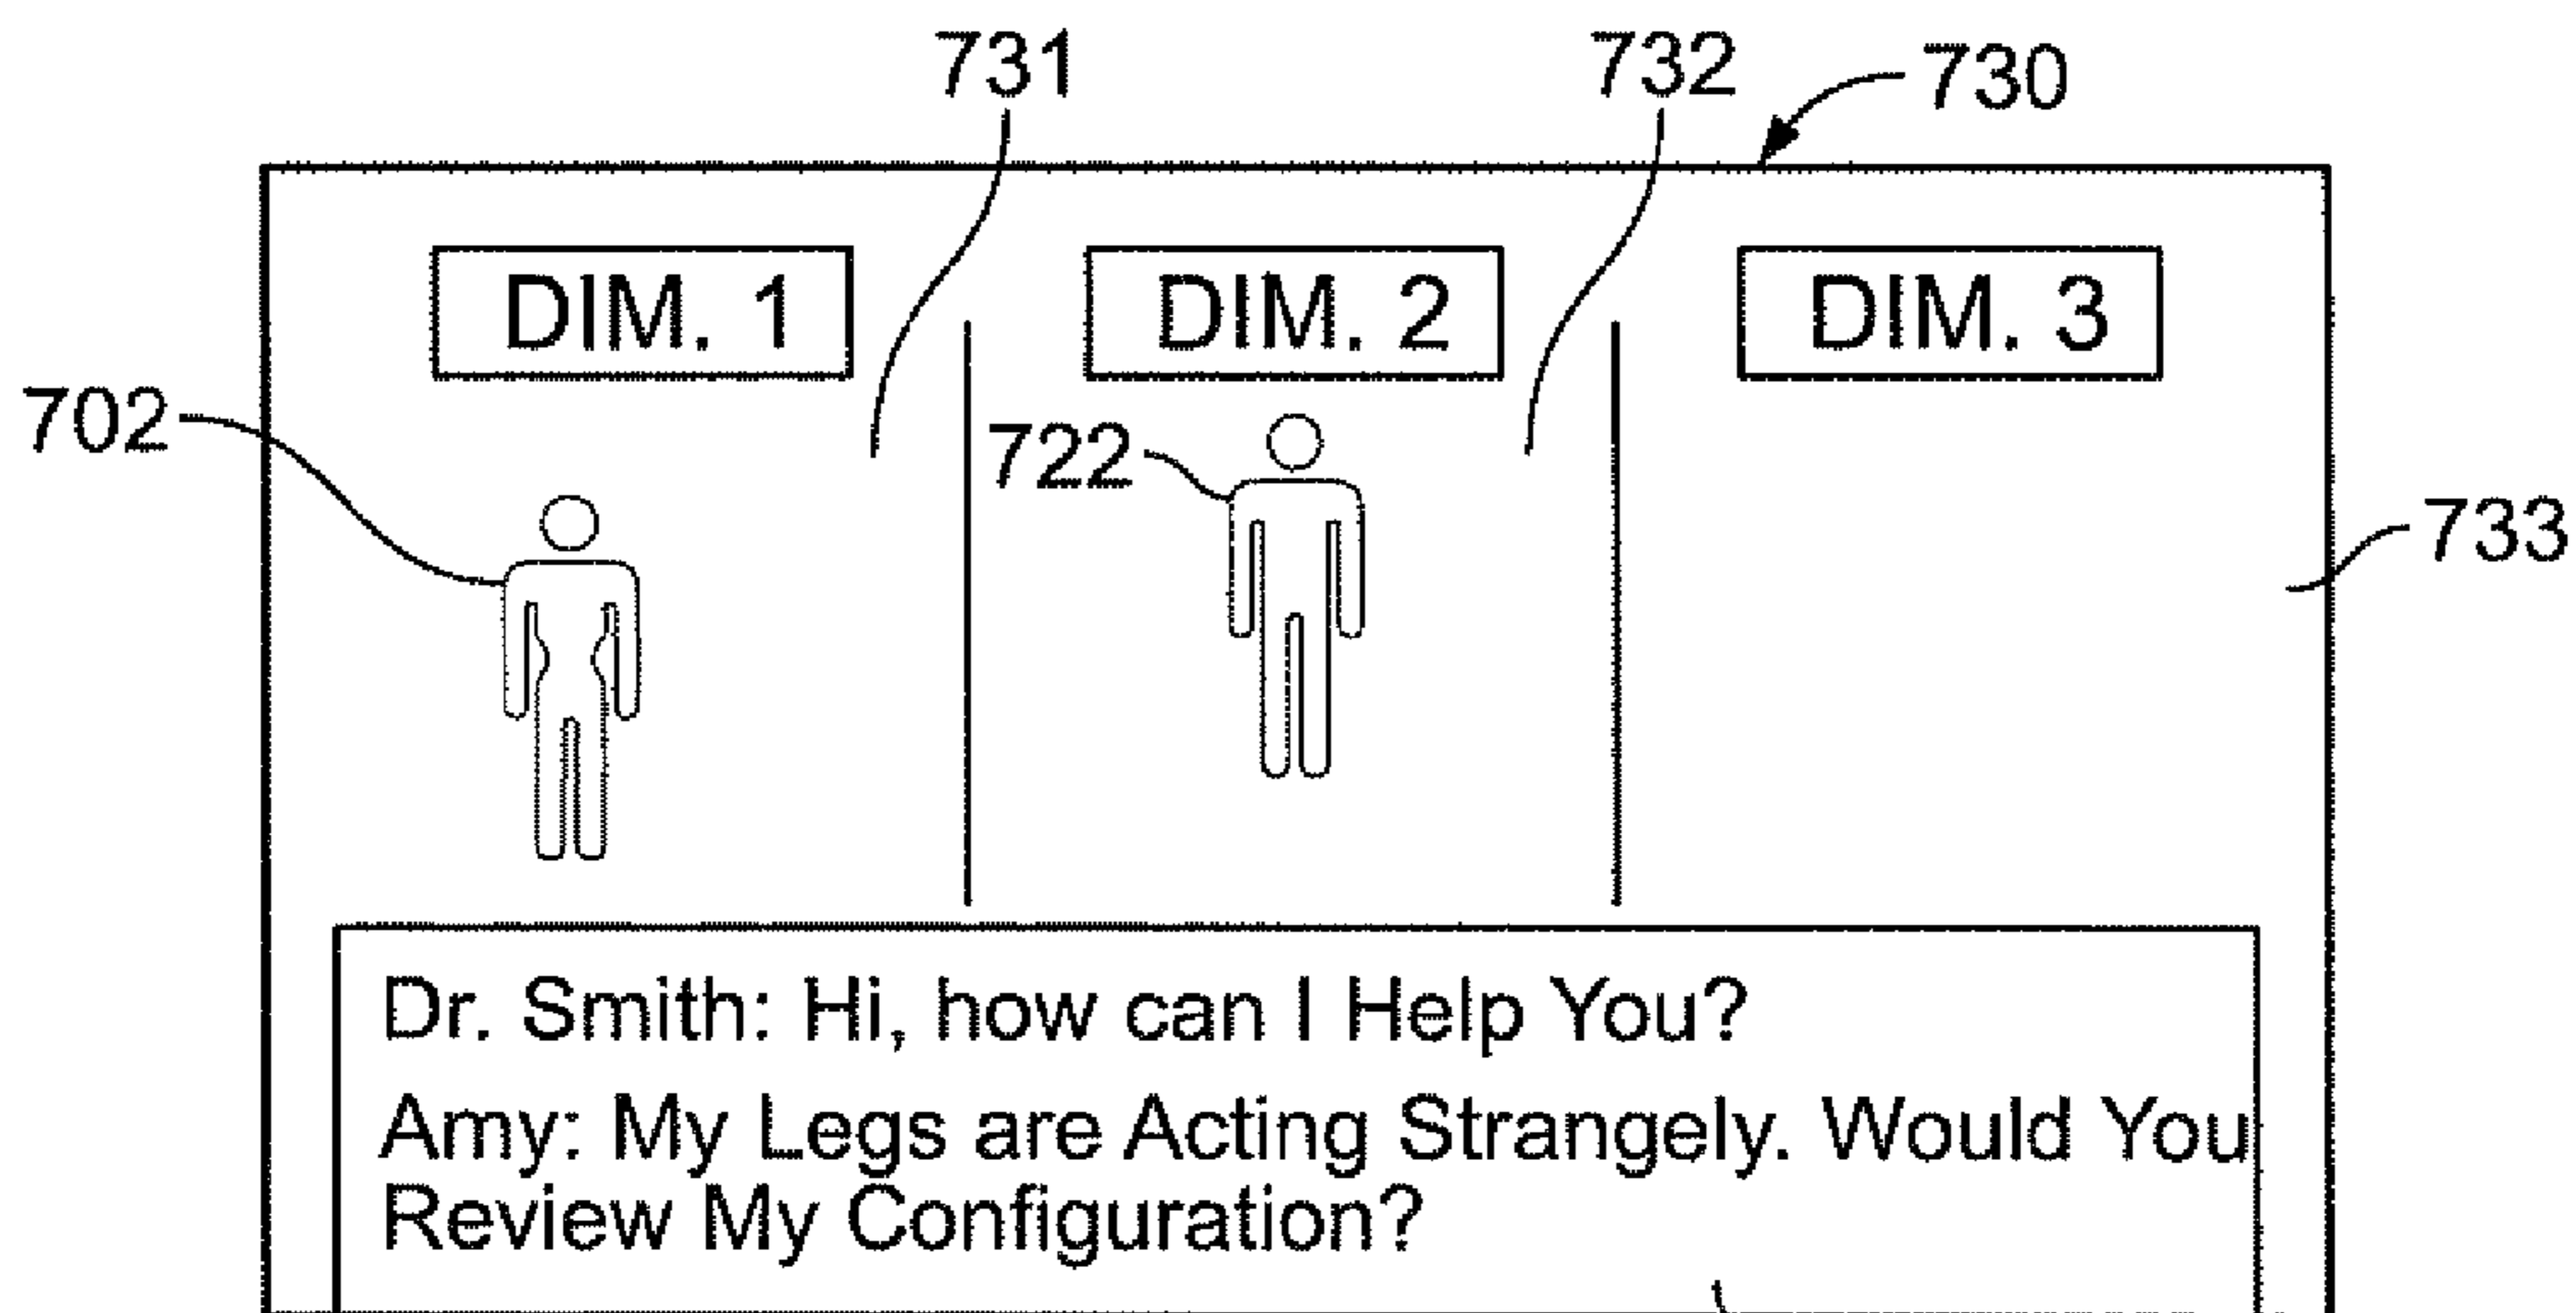 731 732 730
DIM. 1 DIM. 2 DIM. 3
702 722 733
Dr. Smith: Hi, how can I Help You?
Amy: My Legs are Acting Strangely. Would You
Review My Configuration?